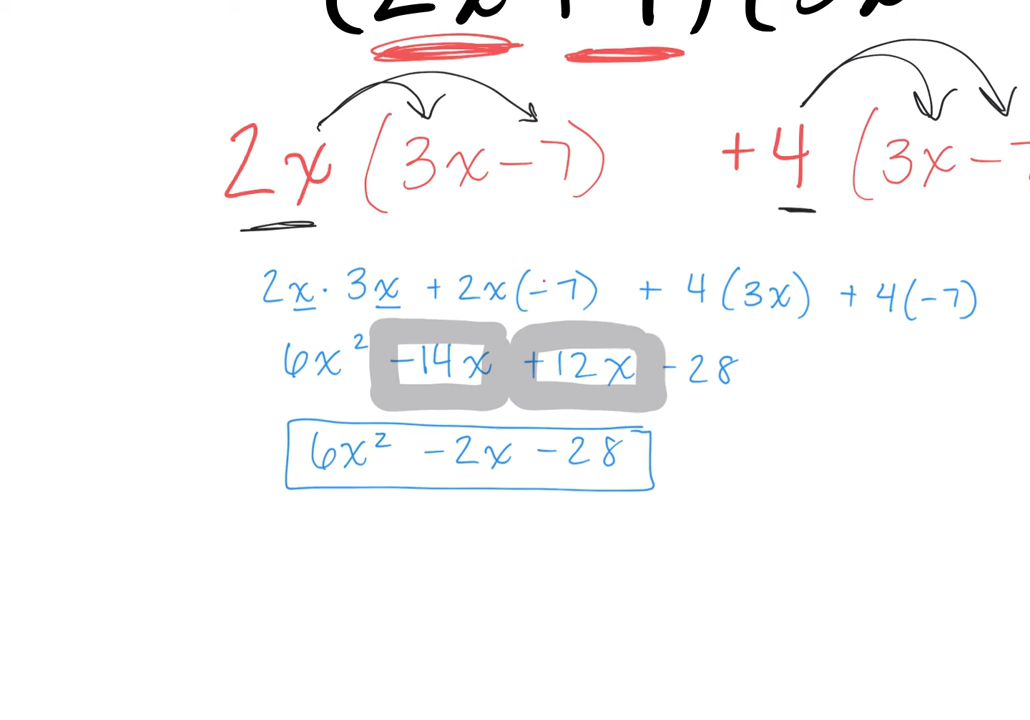 2x (3x-7) +4 (3x-
2x · 3x + 2x(-7) + 4(3x) + 4(-7)
6x² -14x +12x -28
6x² -2x -28